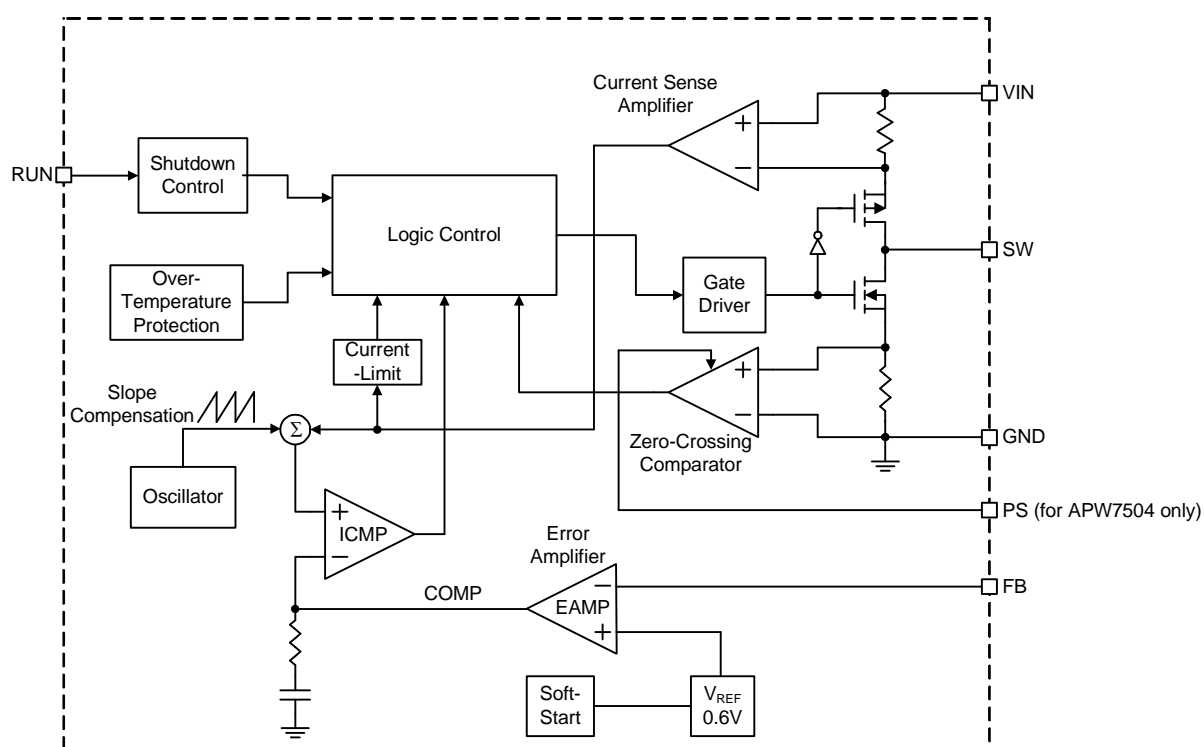 Current Sense
Amplifier
VIN
RUN
Shutdown
Control
Logic Control
SW
Over-
Temperature
Protection
Gate
Driver
Current
-Limit
Slope
Compensation
Σ
+
−
+
−
Zero-Crossing
Comparator
GND
Oscillator
+
ICMP
−
PS (for APW7504 only)
Error
Amplifier
COMP
−
EAMP
+
FB
Soft-
Start
VREF
0.6V